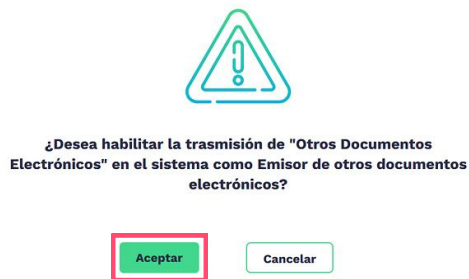 ¿Desea habilitar la trasmisión de "Otros Documentos
Electrónicos" en el sistema como Emisor de otros documentos
electrónicos?
Aceptar
Cancelar